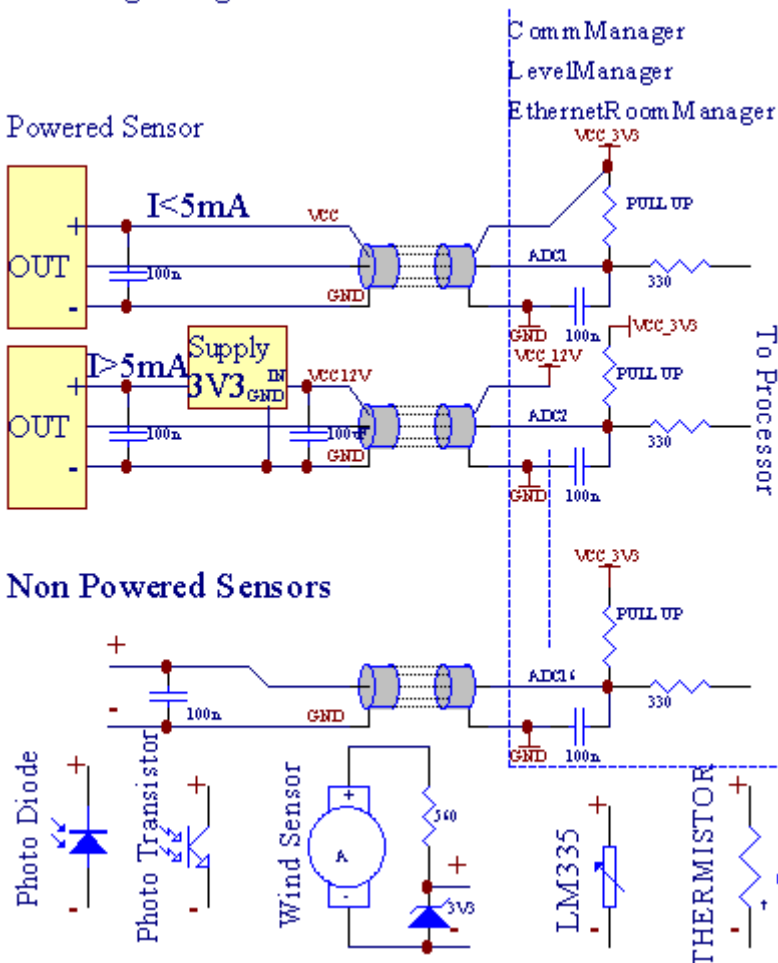 CommManager
LevelManager
EthernetRoomManager
Powered Sensor
VCC_3V3
I<5mA
VCC
PULL UP
+
OUT
100n
ADC1
330
-
GND
GND
100n
I>5mA
Supply
3V3
IN
GND
VCC12V
VCC_12V
VCC_3V3
PULL UP
+
OUT
100n
100n
ADC2
330
-
GND
GND
100n
To Processor
Non Powered Sensors
VCC_3V3
PULL UP
+
ADC16
-
100n
GND
330
GND
100n
Photo Diode
+
-
Photo Transistor
+
-
Wind Sensor
+
A
-
560
+
3V3
-
LM335
+
-
THERMISTOR
+
-
t